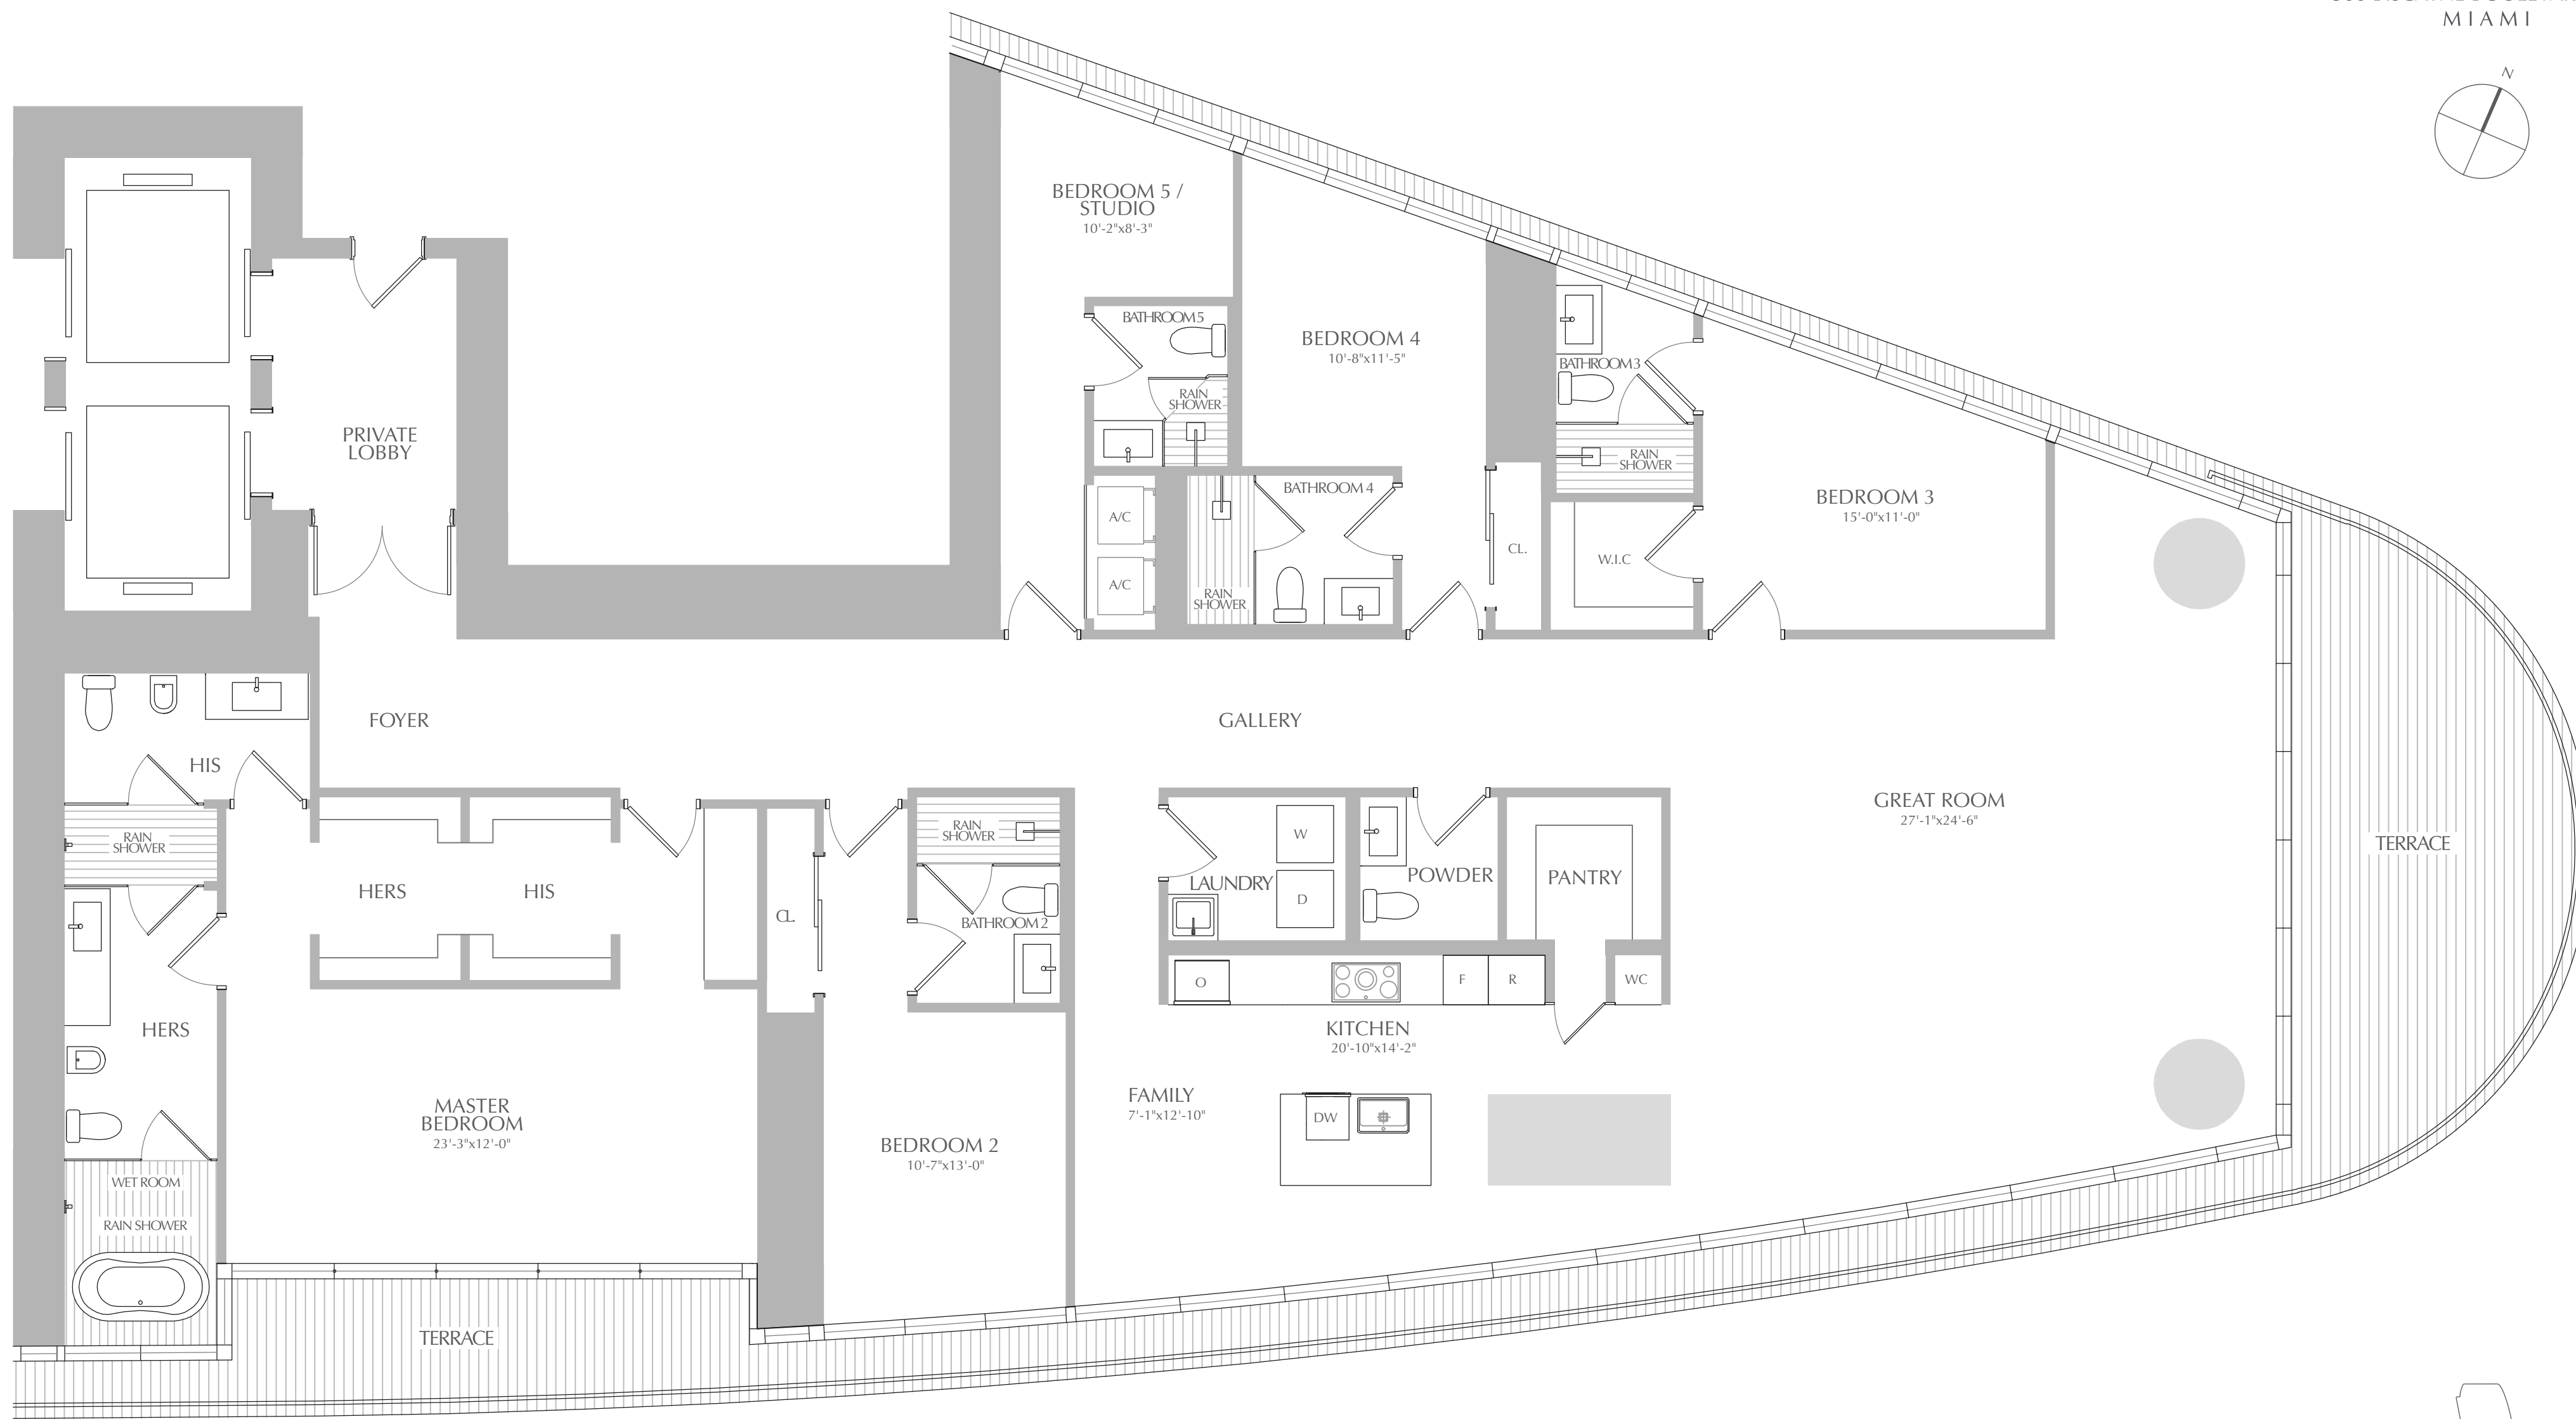 MIAMI
N
BEDROOM 5 /
STUDIO
10'-2"x8'-3"
BATHROOM 5
RAIN
SHOWER
BEDROOM 4
10'-8"x11'-5"
BATHROOM 3
RAIN
SHOWER
PRIVATE
LOBBY
A/C
A/C
BATHROOM 4
RAIN
SHOWER
CL.
W.I.C
BEDROOM 3
15'-0"x11'-0"
FOYER
GALLERY
HIS
RAIN
SHOWER
HERS
HIS
CL.
RAIN
SHOWER
BATHROOM 2
W
D
LAUNDRY
POWDER
PANTRY
GREAT ROOM
27'-1"x24'-6"
TERRACE
O
F
R
WC
KITCHEN
20'-10"x14'-2"
HERS
MASTER
BEDROOM
23'-3"x12'-0"
BEDROOM 2
10'-7"x13'-0"
FAMILY
7'-1"x12'-10"
DW
WET ROOM
RAIN SHOWER
TERRACE